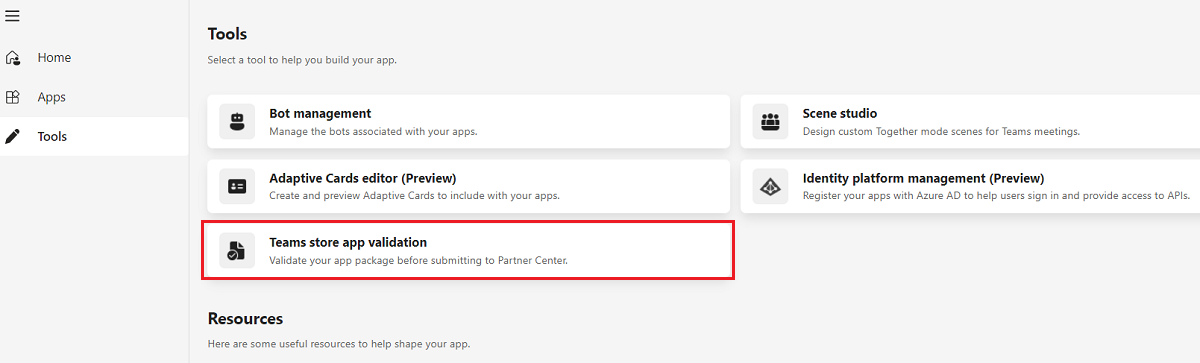 Home
Apps
Tools
Tools
Select a tool to help you build your app.
Bot management
Manage the bots associated with your apps.
Scene studio
Design custom Together mode scenes for Teams meetings.
Adaptive Cards editor (Preview)
Create and preview Adaptive Cards to include with your apps.
Identity platform management (Preview)
Register your apps with Azure AD to help users sign in and provide access to APIs.
Teams store app validation
Validate your app package before submitting to Partner Center.
Resources
Here are some useful resources to help shape your app.